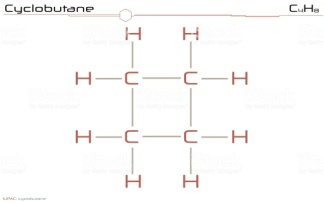 Cyclobutane
C4H8
H H
H C C H
H C C H
H H
IUPAC cyclobutane